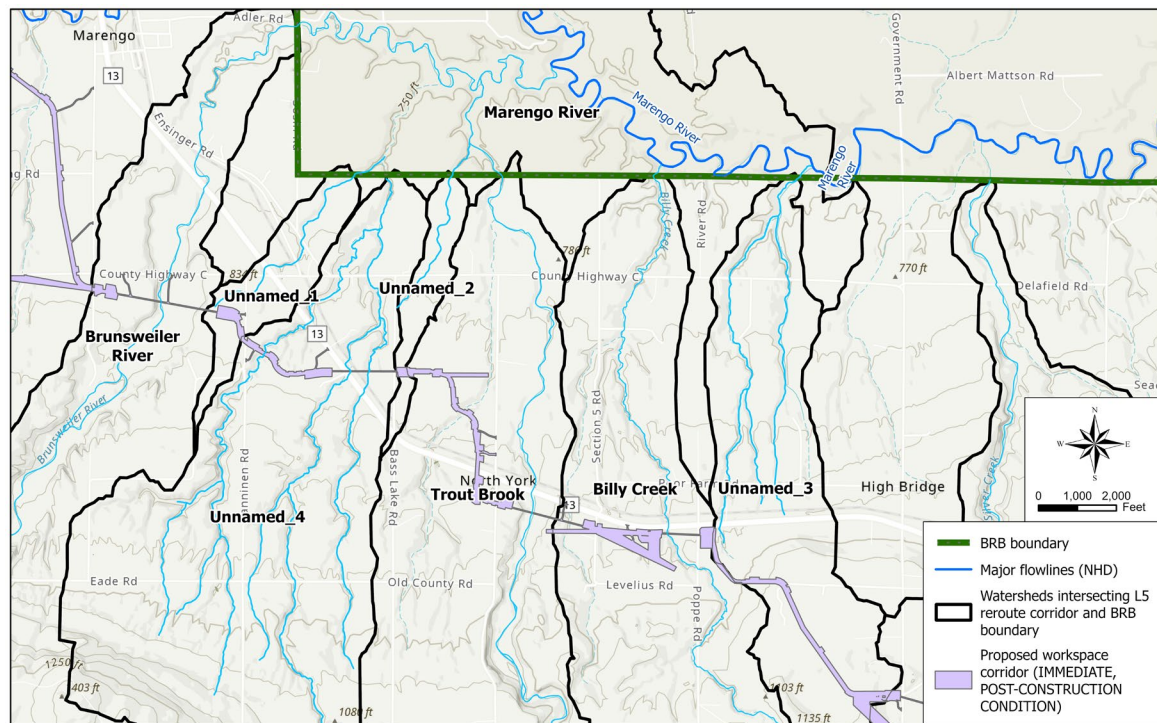 Adler Rd
Marengo
Government Rd
13
Albert Mattson Rd
750 ft
Marengo River
Marengo River
Ensinger Rd
Marengo
River
Billy Creek
River Rd
780 ft
County Highway C
834 ft
County Highway C
770 ft
Delafield Rd
Unnamed_1
Unnamed_2
13
Brunsweiler
River
Brunsweiler River
Section 5 Rd
Bass Lake Rd
North York
Trout Brook
Billy Creek
Unnamed_3
High Bridge
13
Unnamed_4
Silver Creek
Eade Rd
Old County Rd
Levelius Rd
Poppe Rd
1250 ft
403 ft
1080 ft
1103 ft
1135 ft
N
W E
S
0 1,000 2,000
Feet
BRB boundary
Major flowlines (NHD)
Watersheds intersecting L5
reroute corridor and BRB
boundary
Proposed workspace
corridor (IMMEDIATE,
POST-CONSTRUCTION
CONDITION)